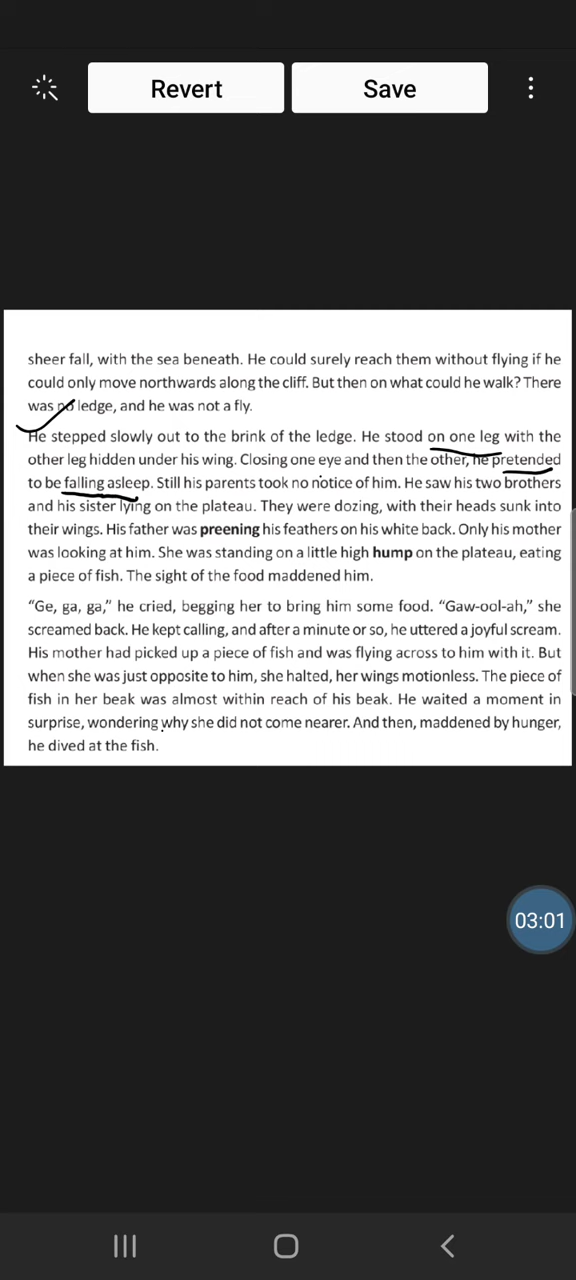 Revert
Save
sheer fall, with the sea beneath. He could surely reach them without flying if he
could only move northwards along the cliff. But then on what could he walk? There
was no ledge, and he was not a fly.
He stepped slowly out to the brink of the ledge. He stood on one leg with the
other leg hidden under his wing. Closing one eye and then the other, he pretended
to be falling asleep. Still his parents took no notice of him. He saw his two brothers
and his sister lying on the plateau. They were dozing, with their heads sunk into
their wings. His father was preening his feathers on his white back. Only his mother
was looking at him. She was standing on a little high hump on the plateau, eating
a piece of fish. The sight of the food maddened him.
“Ge, ga, ga,” he cried, begging her to bring him some food. “Gaw-ool-ah,” she
screamed back. He kept calling, and after a minute or so, he uttered a joyful scream.
His mother had picked up a piece of fish and was flying across to him with it. But
when she was just opposite to him, she halted, her wings motionless. The piece of
fish in her beak was almost within reach of his beak. He waited a moment in
surprise, wondering why she did not come nearer. And then, maddened by hunger,
he dived at the fish.
03:01